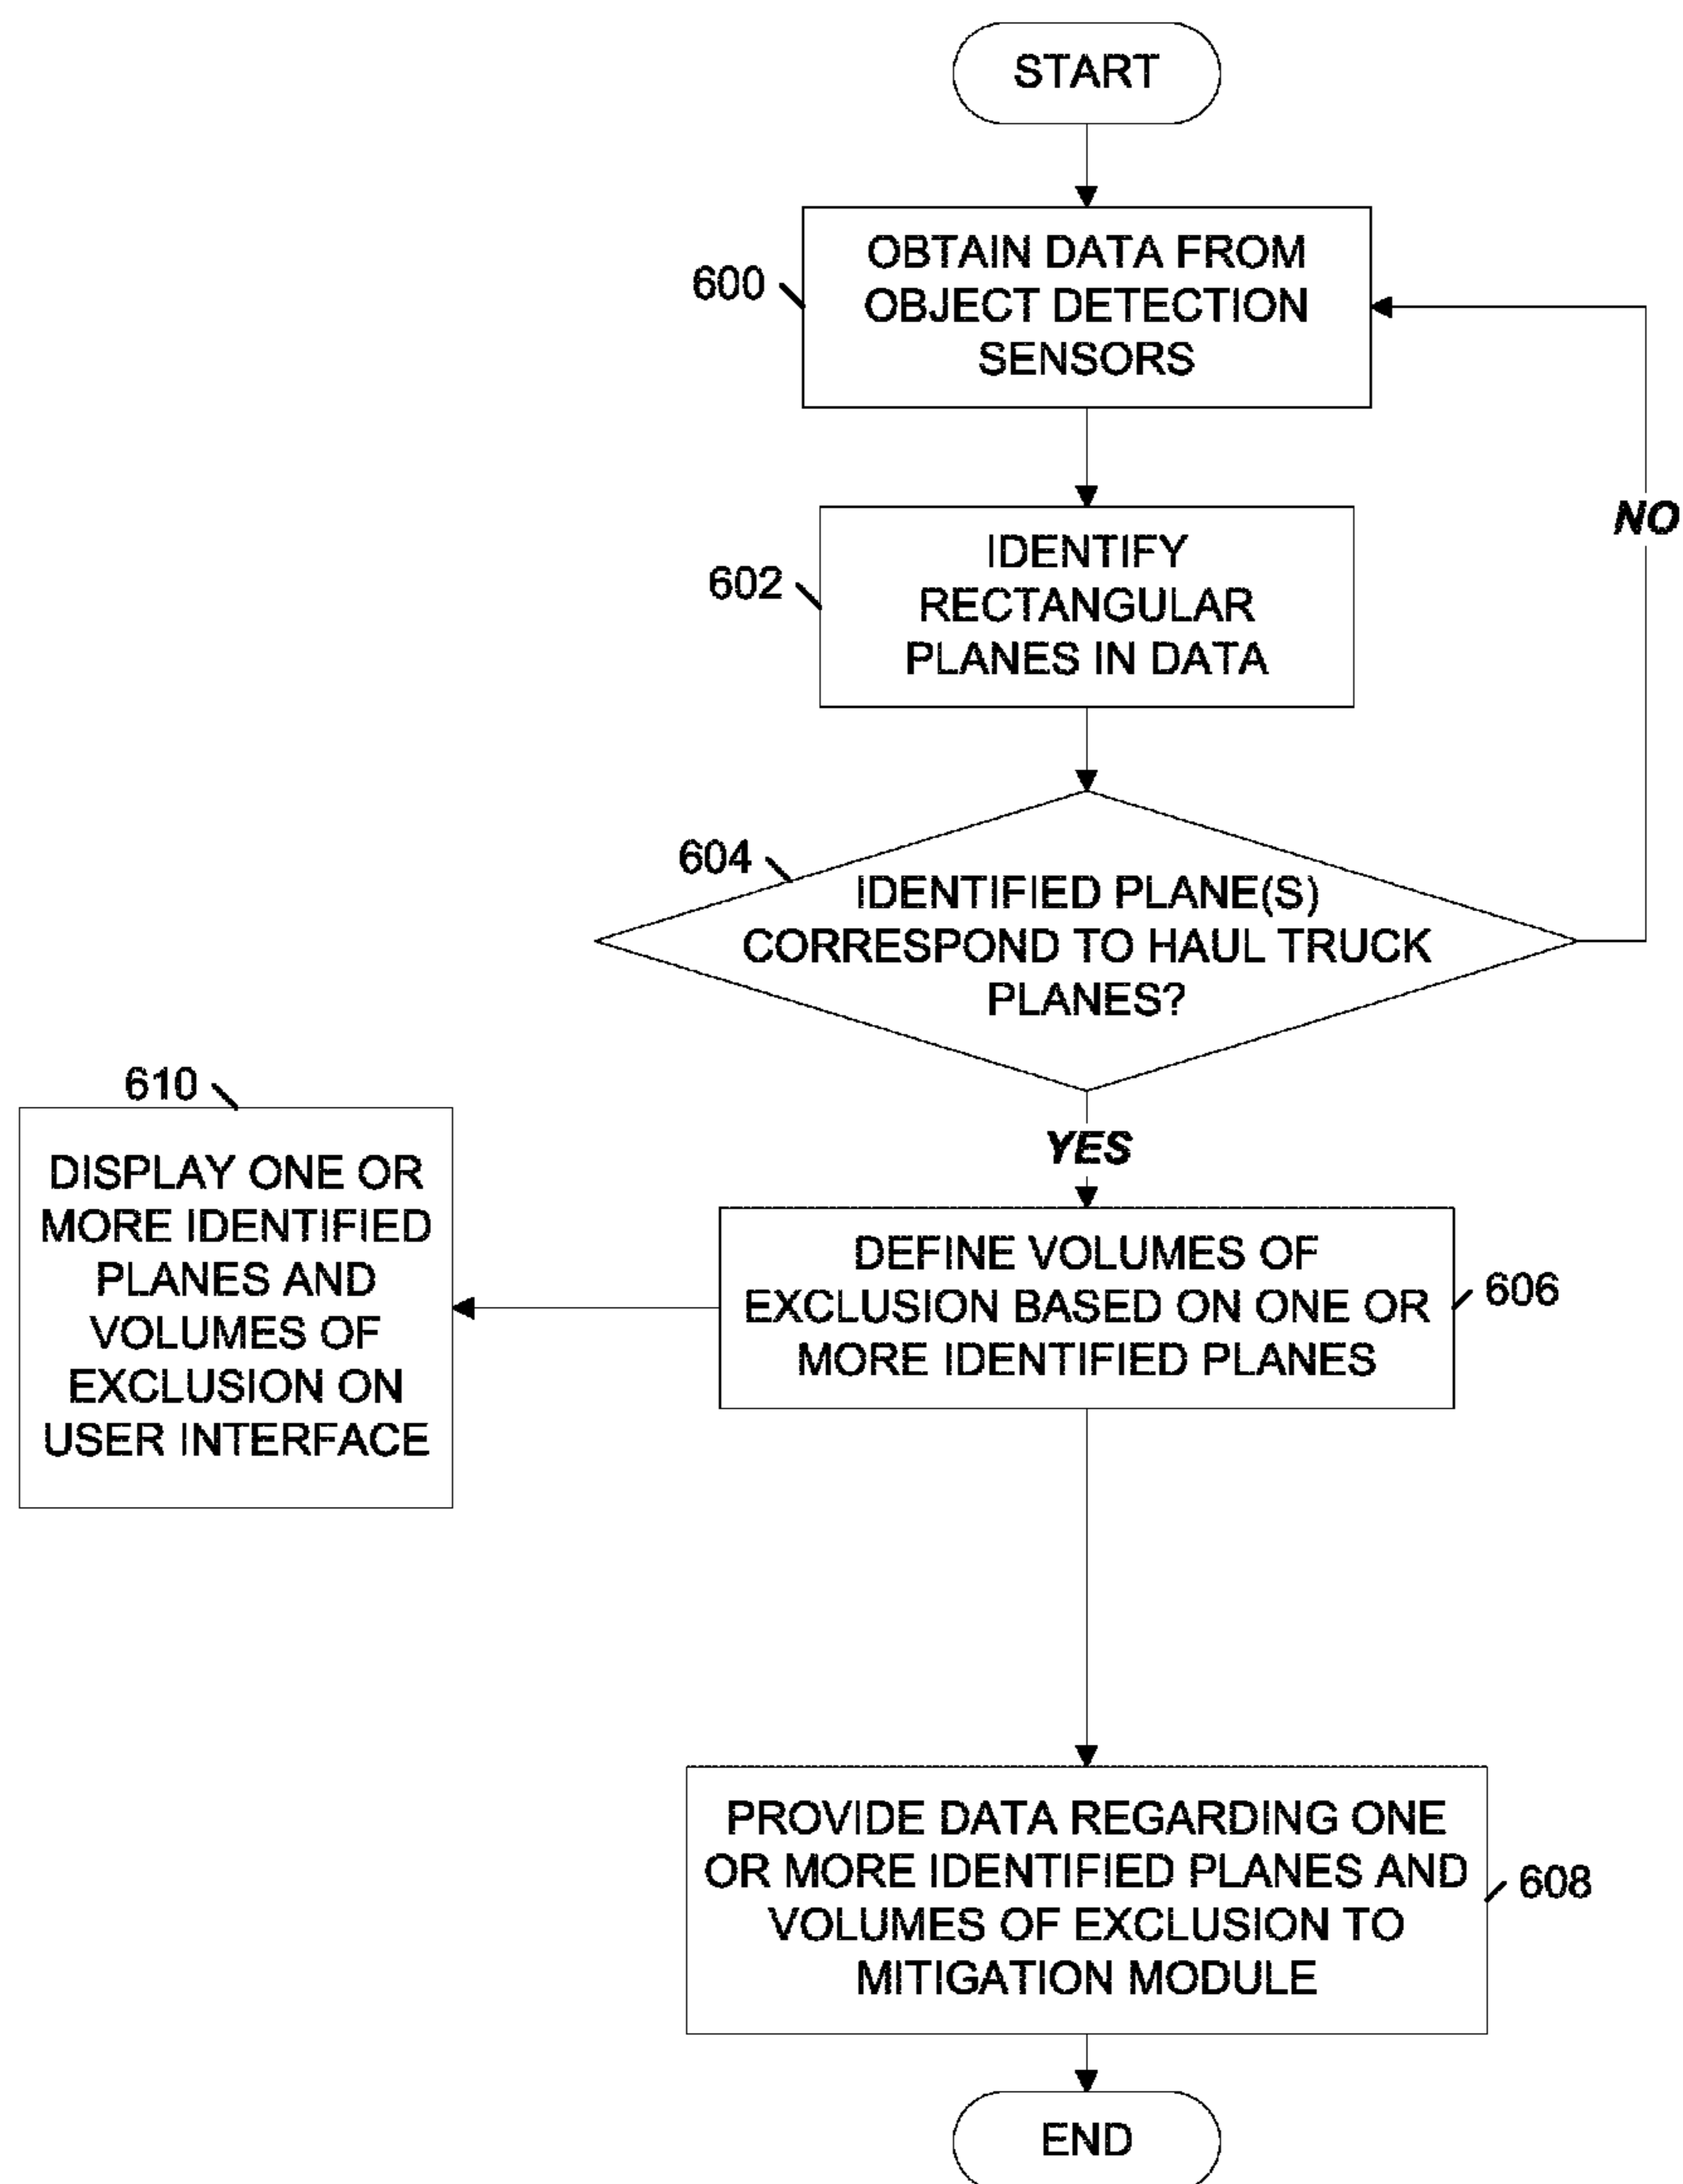 START
600
OBTAIN DATA FROM
OBJECT DETECTION
SENSORS
NO
602
IDENTIFY
RECTANGULAR
PLANES IN DATA
604
IDENTIFIED PLANE(S)
CORRESPOND TO HAUL TRUCK
PLANES?
YES
610
DISPLAY ONE OR
MORE IDENTIFIED
PLANES AND
VOLUMES OF
EXCLUSION ON
USER INTERFACE
DEFINE VOLUMES OF
EXCLUSION BASED ON ONE OR
MORE IDENTIFIED PLANES
606
PROVIDE DATA REGARDING ONE
OR MORE IDENTIFIED PLANES AND
VOLUMES OF EXCLUSION TO
MITIGATION MODULE
608
END